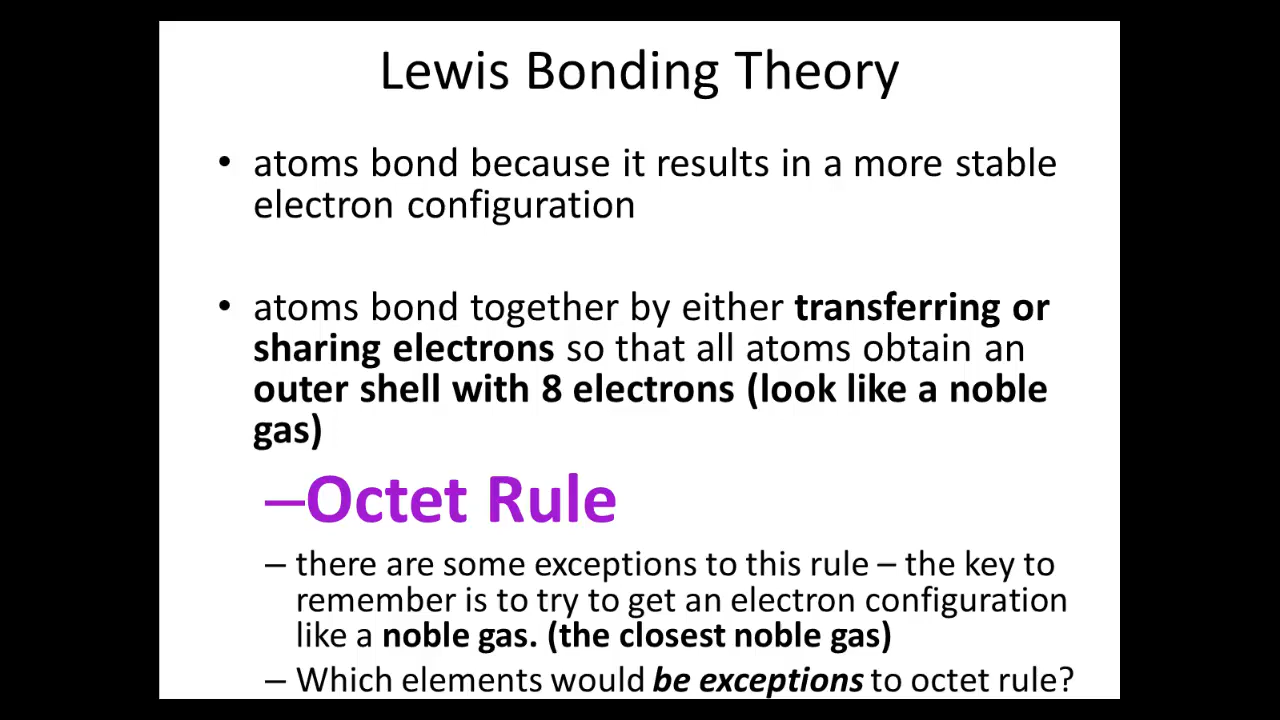 Lewis Bonding Theory
• atoms bond because it results in a more stable
electron configuration
• atoms bond together by either transferring or
sharing electrons so that all atoms obtain an
outer shell with 8 electrons (look like a noble
gas)
–Octet Rule
– there are some exceptions to this rule – the key to
remember is to try to get an electron configuration
like a noble gas. (the closest noble gas)
– Which elements would be exceptions to octet rule?